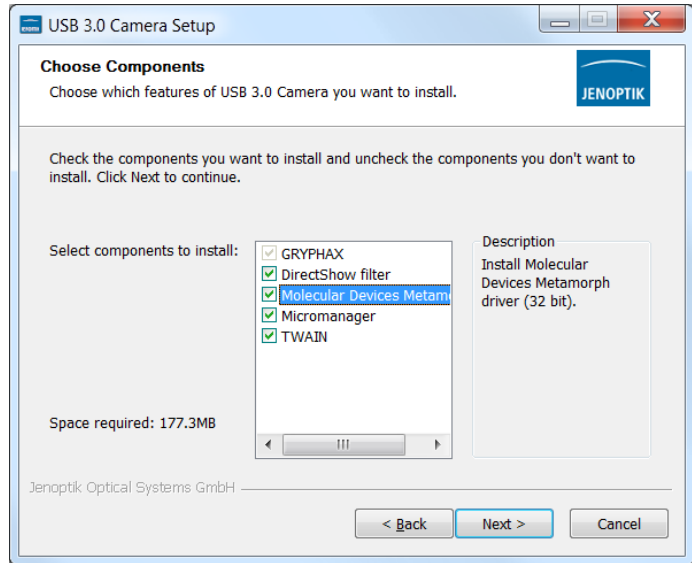 USB 3.0 Camera Setup
Choose Components
Choose which features of USB 3.0 Camera you want to install.
JENOPTIK
Check the components you want to install and uncheck the components you don't want to
install. Click Next to continue.
Select components to install:
GRYPHAX
DirectShow filter
Molecular Devices Metam
Micromanager
TWAIN
Description
Install Molecular
Devices Metamorph
driver (32 bit).
Space required: 177.3MB
Jenoptik Optical Systems GmbH
< Back
Next >
Cancel